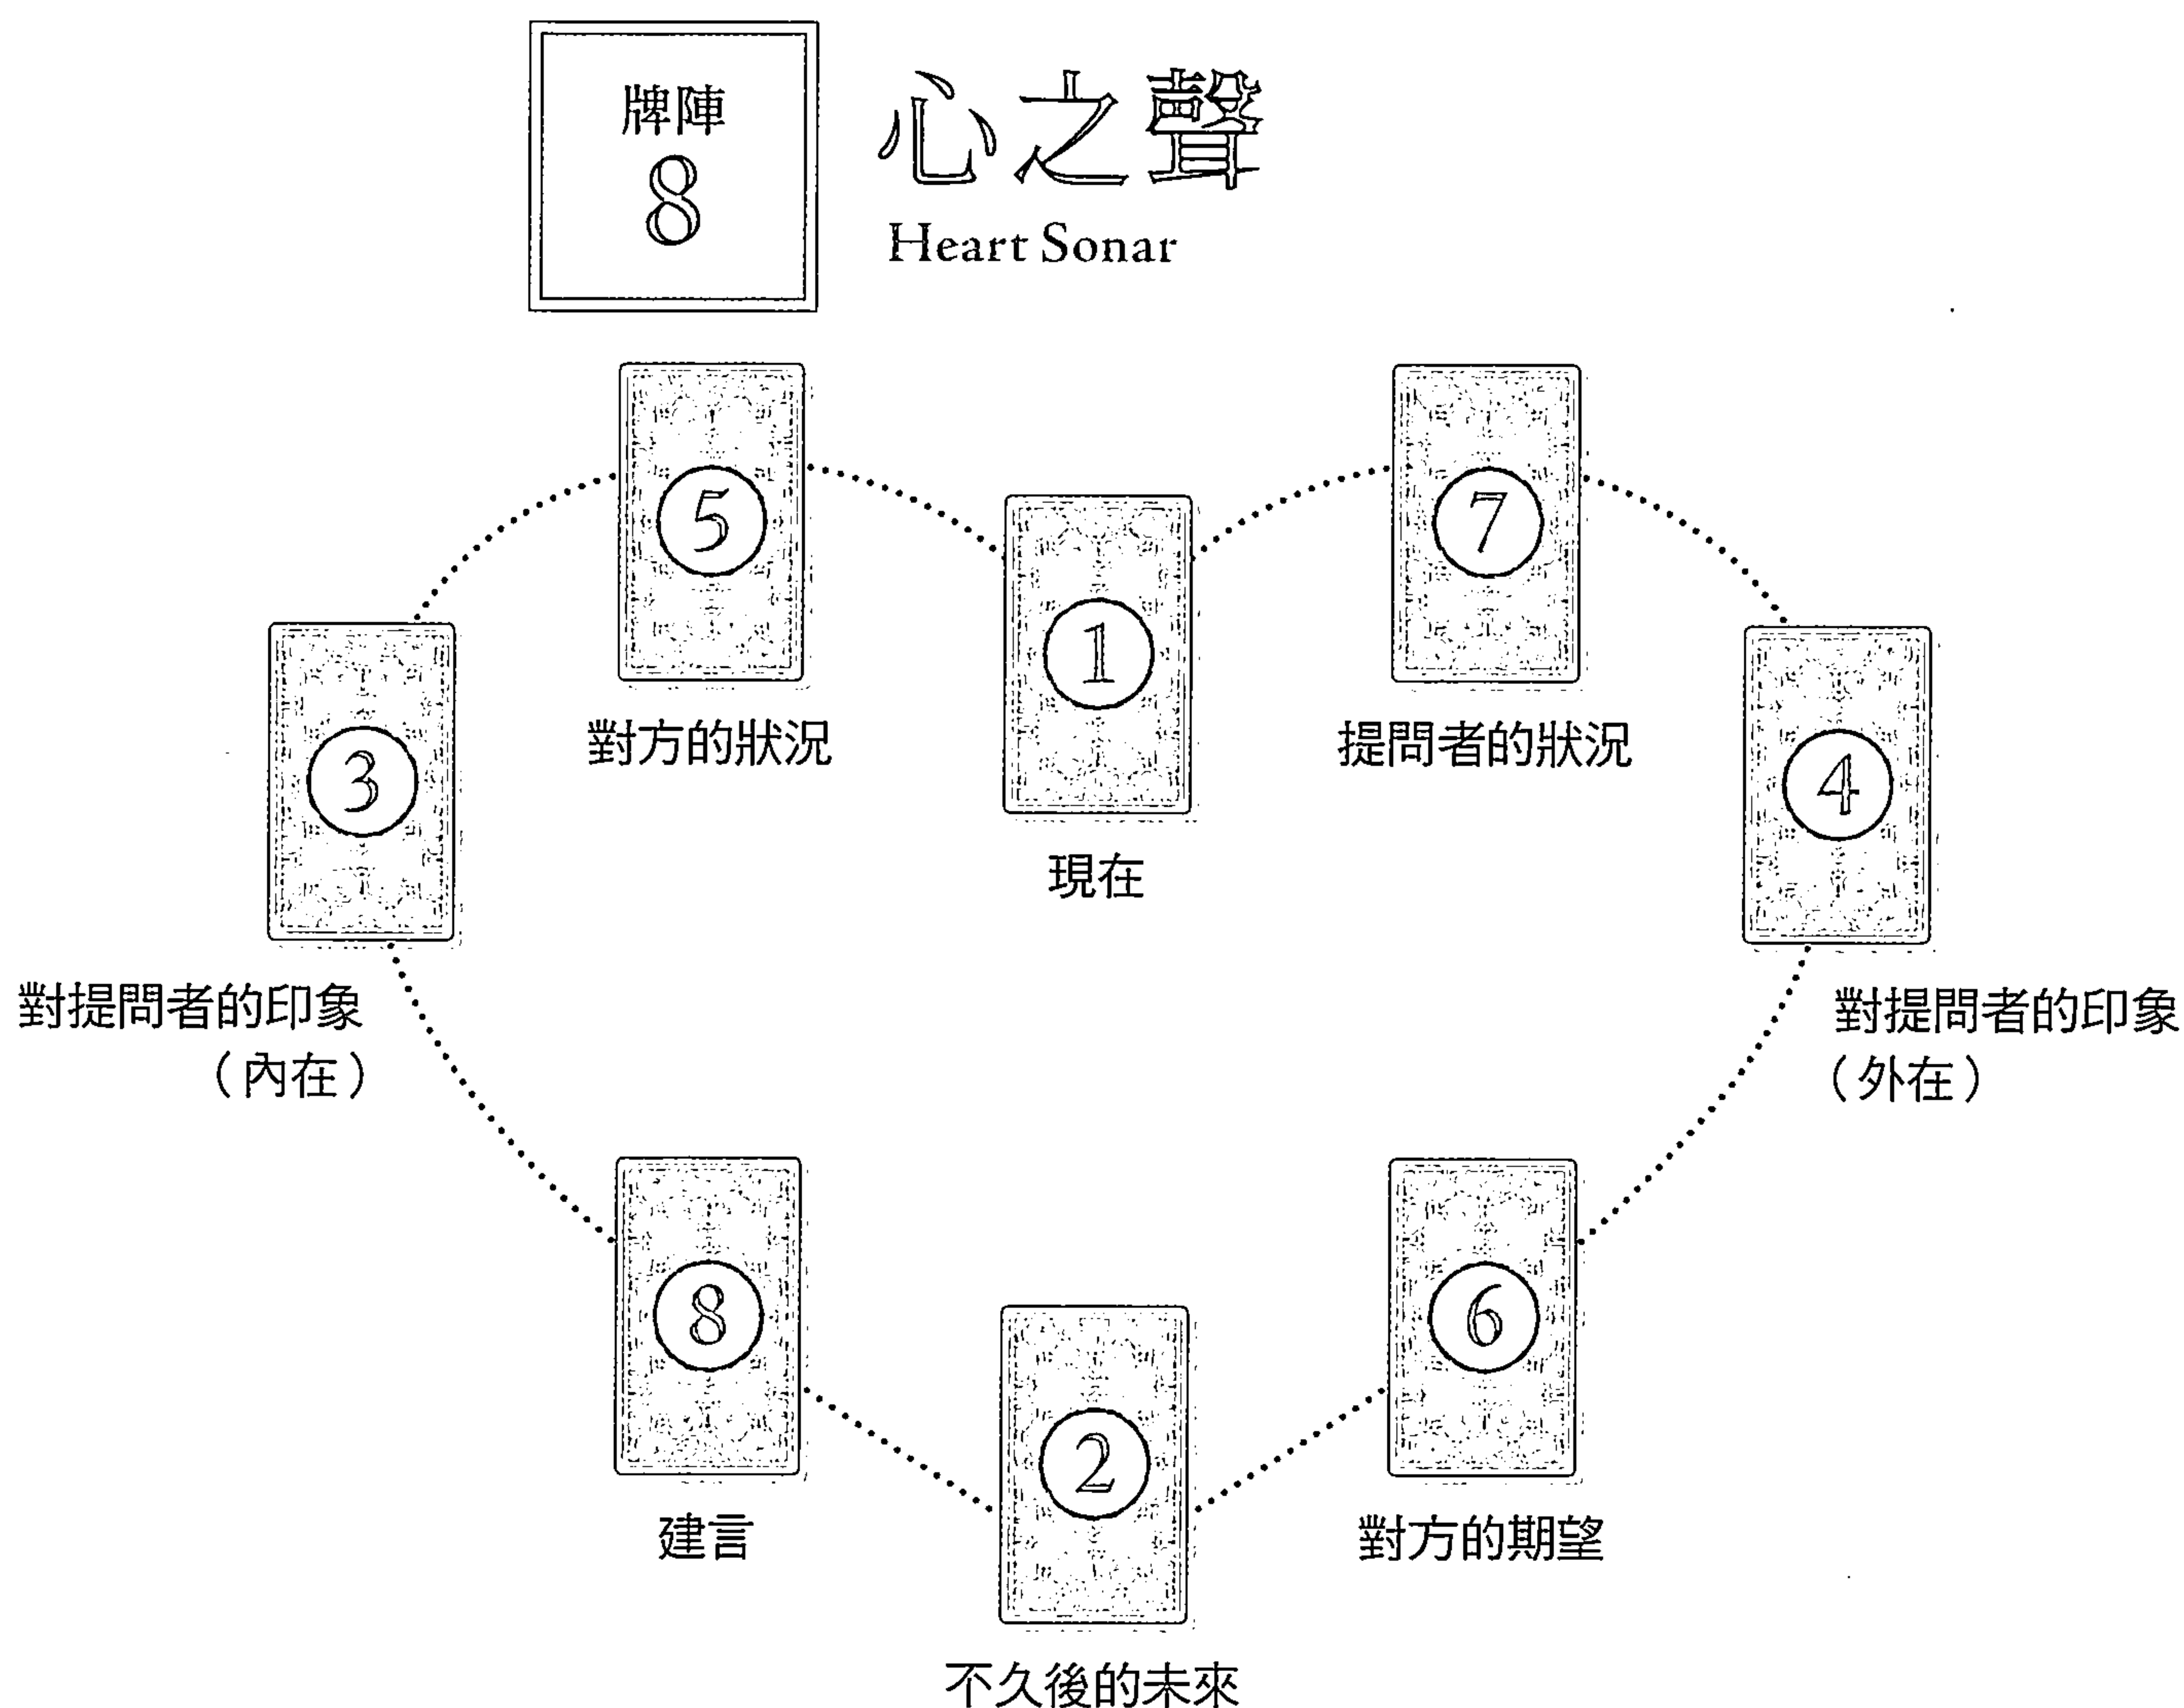 牌陣
8
心之聲
Heart Sonar
5
對方的狀況
7
提問者的狀況
1
現在
3
對提問者的印象
（內在）
4
對提問者的印象
（外在）
8
建言
6
對方的期望
2
不久後的未來